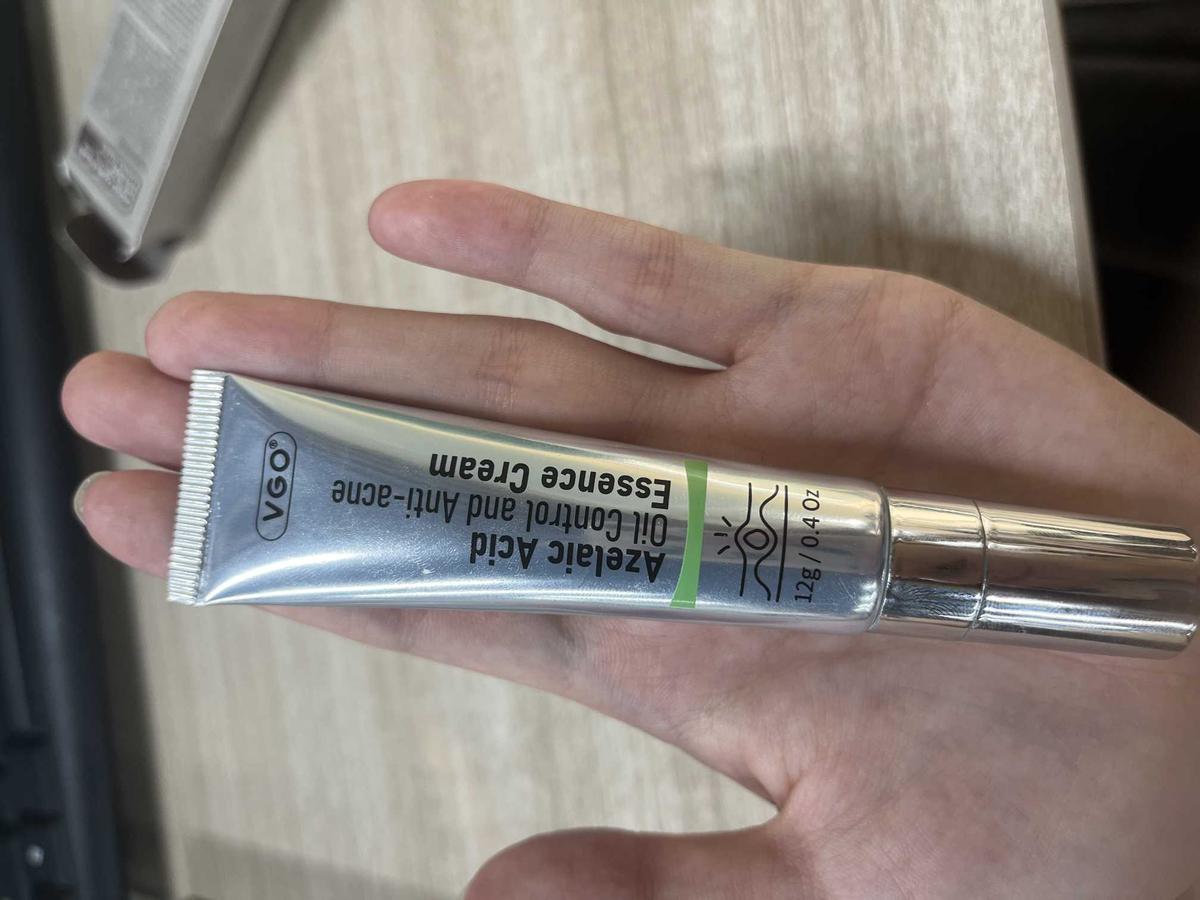 VGO®
Azelaic Acid
Oil Control and Anti-acne
Essence Cream
12g / 0.4 Oz